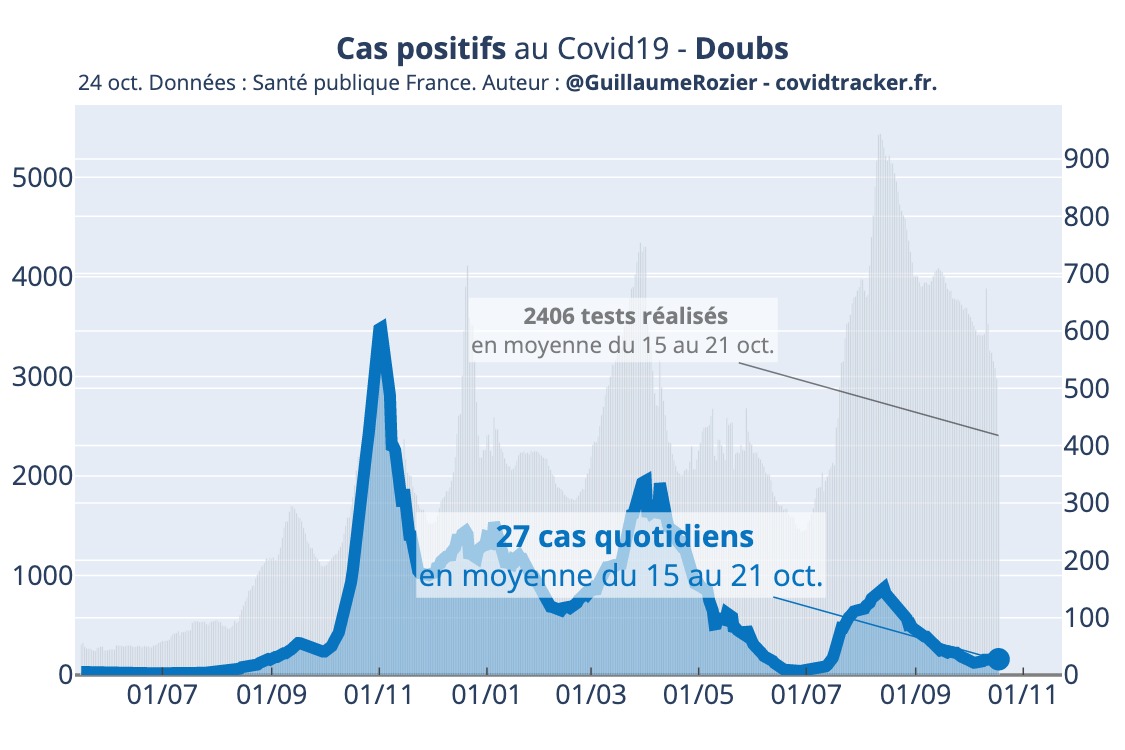 Cas positifs au Covid19 - Doubs
24 oct. Données : Santé publique France. Auteur : @GuillaumeRozier - covidtracker.fr.
5000
4000
3000
2000
1000
0
900
800
700
600
500
400
300
200
100
0
2406 tests réalisés
en moyenne du 15 au 21 oct.
27 cas quotidiens
en moyenne du 15 au 21 oct.
01/07 01/09 01/11 01/01 01/03 01/05 01/07 01/09 01/11